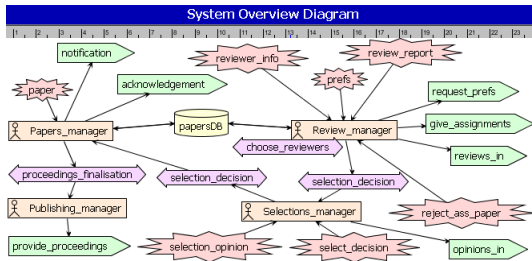 System Overview Diagram
1 2 3 4 5 6 7 8 9 10 11 12 13 14 15 16 17 18 19 20 21 22 23
notification
reviewer_info
review_report
paper
acknowledgement
prefs
request_prefs
papersDB
Papers_manager
Review_manager
give_assignments
choose_reviewers
reviews_in
proceedings_finalisation
selection_decision
selection_decision
Publishing_manager
Selections_manager
reject_ass_paper
provide_proceedings
selection_opinion
select_decision
opinions_in